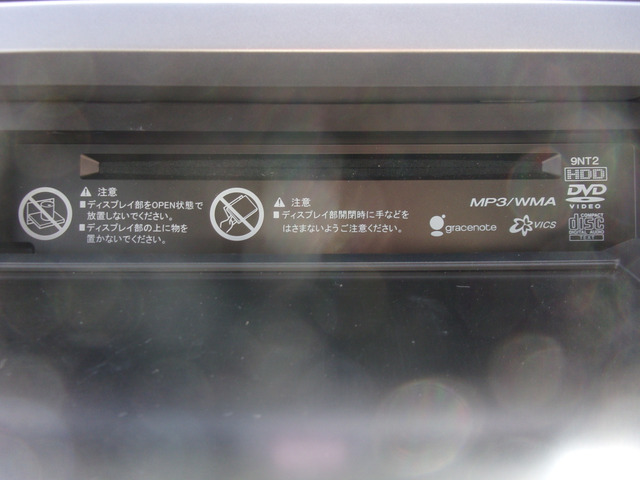 9NT2
HDD
DVD
VIDEO
⚠ 注意
■ディスプレイ部をOPEN状態で
放置しないでください。
■ディスプレイ部の上に物を
置かないでください。
⚠ 注意
■ディスプレイ部開閉時に手などを
はさまないようご注意ください。
MP3/WMA
gracenote
VICS
COMPACT
disc
DIGITAL AUDIO
TEXT